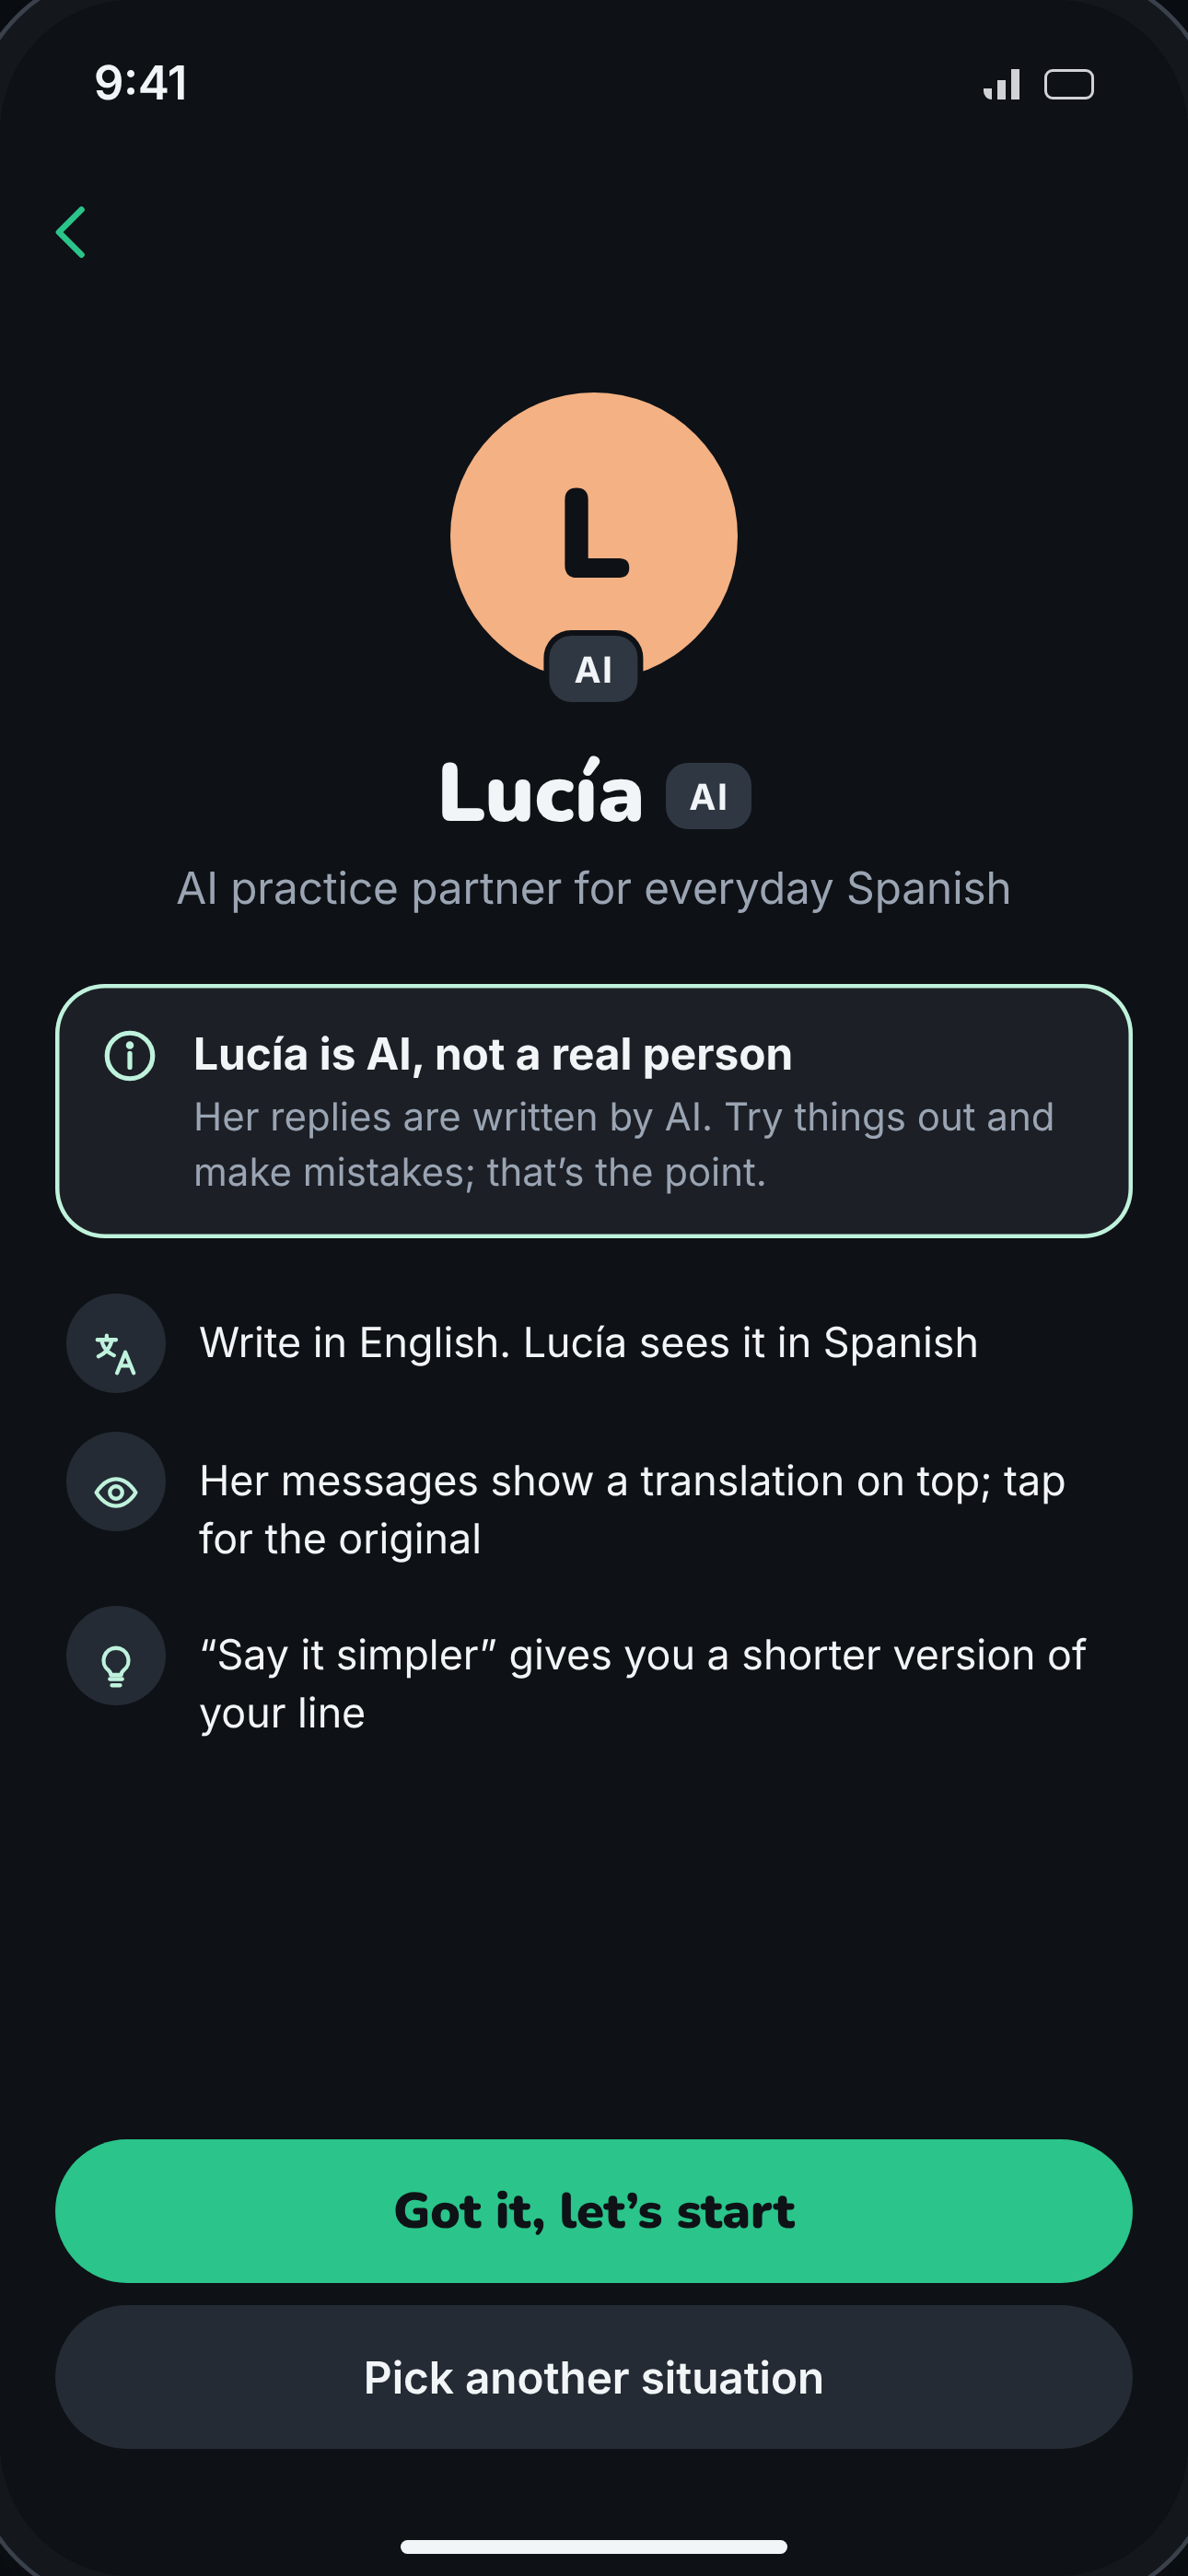 9:41
L
AI
Lucía AI
AI practice partner for everyday Spanish
Lucía is AI, not a real person
Her replies are written by AI. Try things out and
make mistakes; that’s the point.
Write in English. Lucía sees it in Spanish
Her messages show a translation on top; tap
for the original
“Say it simpler” gives you a shorter version of
your line
Got it, let’s start
Pick another situation